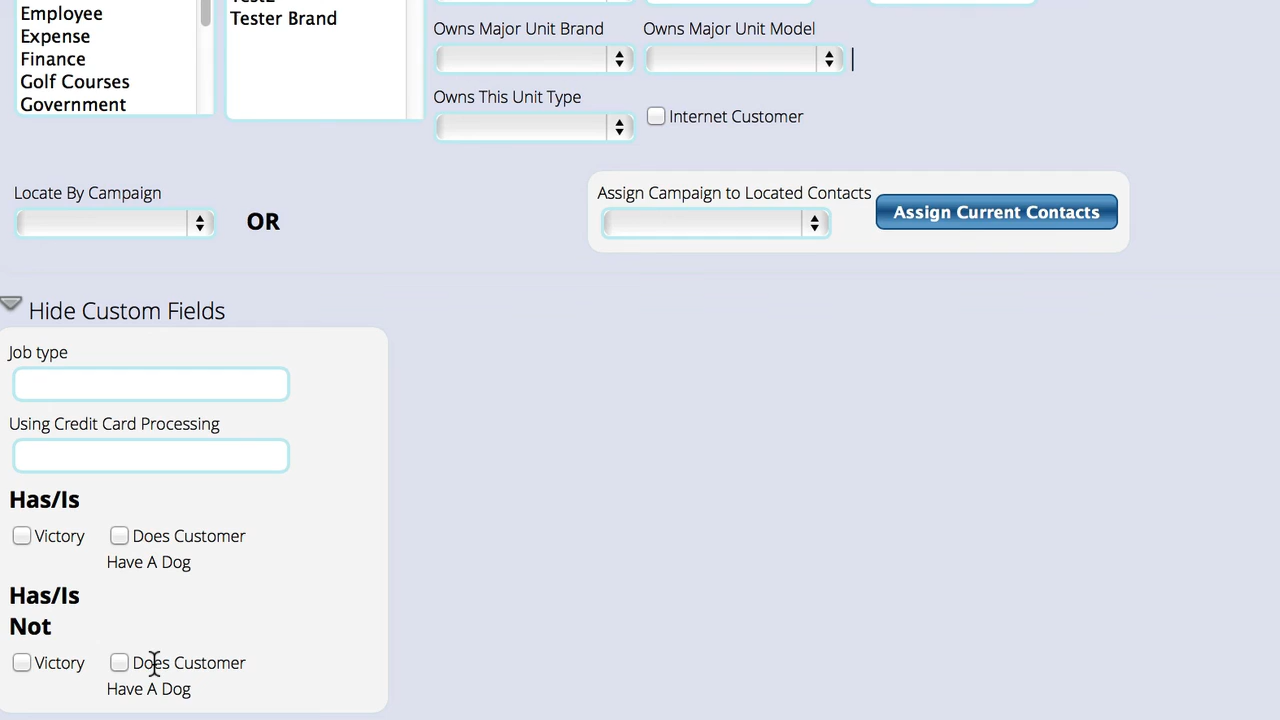 Employee
Expense
Finance
Golf Courses
Government
Tester Brand
Owns Major Unit Brand
Owns Major Unit Model
Owns This Unit Type
Internet Customer
Locate By Campaign
OR
Assign Campaign to Located Contacts
Assign Current Contacts
Hide Custom Fields
Job type
Using Credit Card Processing
Has/Is
Victory
Does Customer
Have A Dog
Has/Is
Not
Victory
Does Customer
Have A Dog